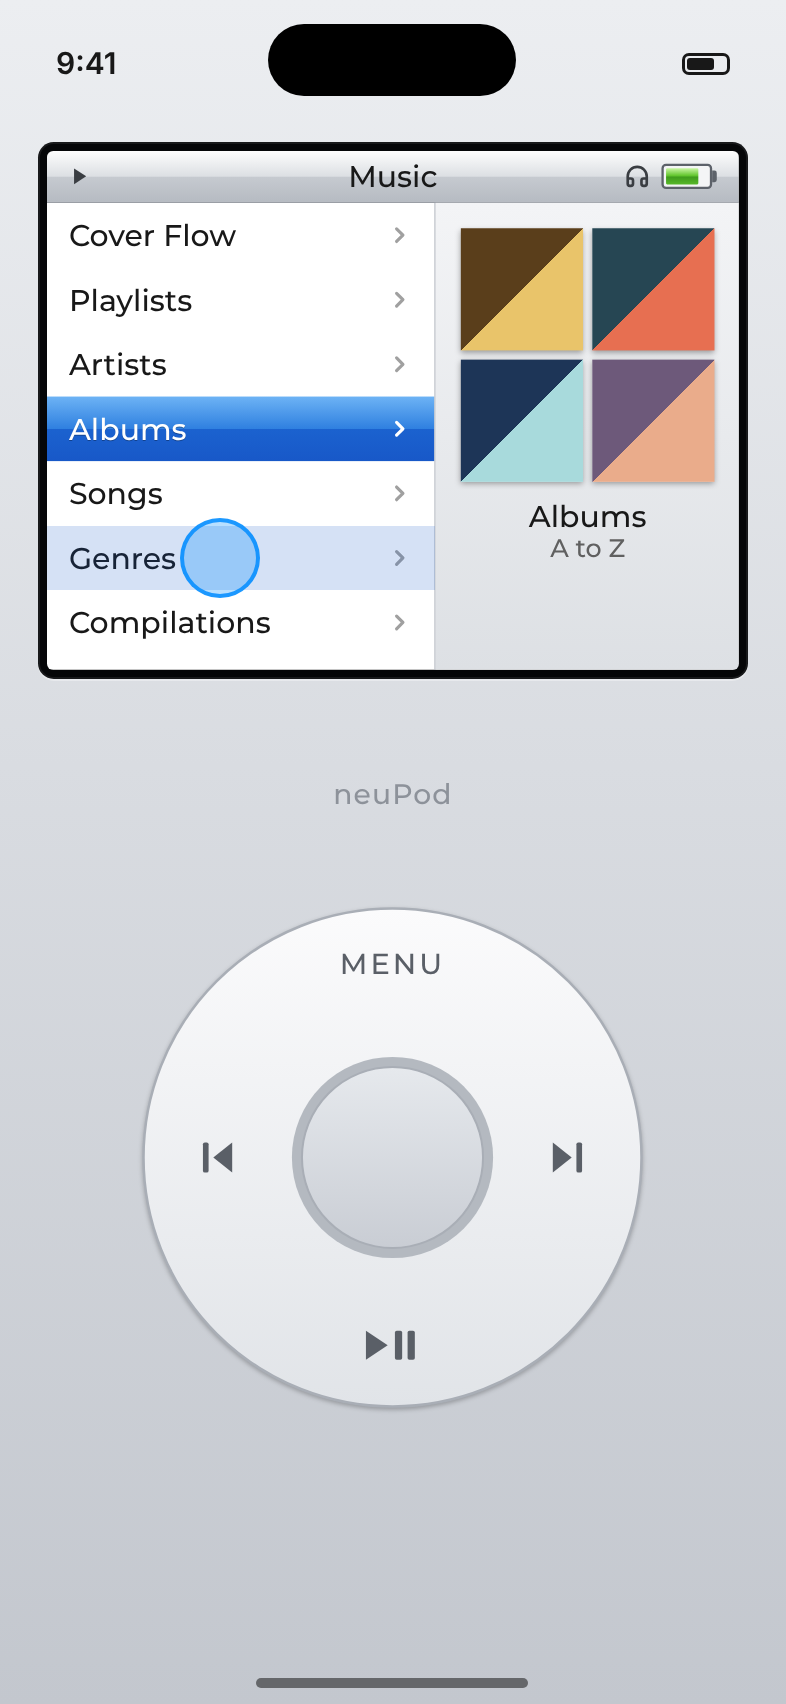 9:41
Music
Cover Flow
Playlists
Artists
Albums
Songs
Genres
Compilations
Albums
A to Z
neuPod
MENU